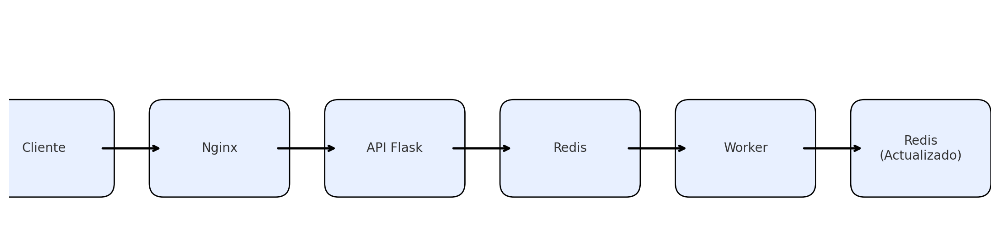 Cliente
Nginx
API Flask
Redis
Worker
Redis
(Actualizado)